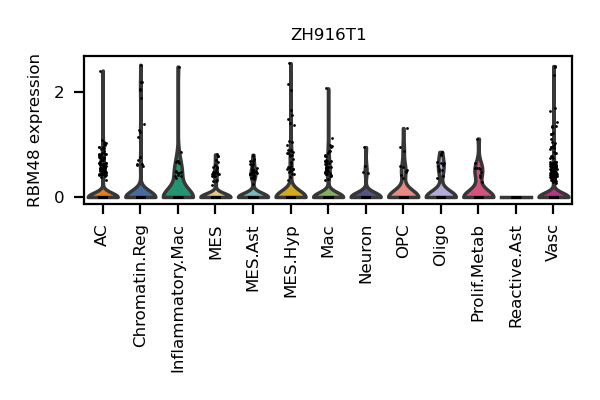 ZH916T1
RBM48 expression
2
0
AC
Chromatin.Reg
Inflammatory.Mac
MES
MES.Ast
MES.Hyp
Mac
Neuron
OPC
Oligo
Prolif.Metab
Reactive.Ast
Vasc